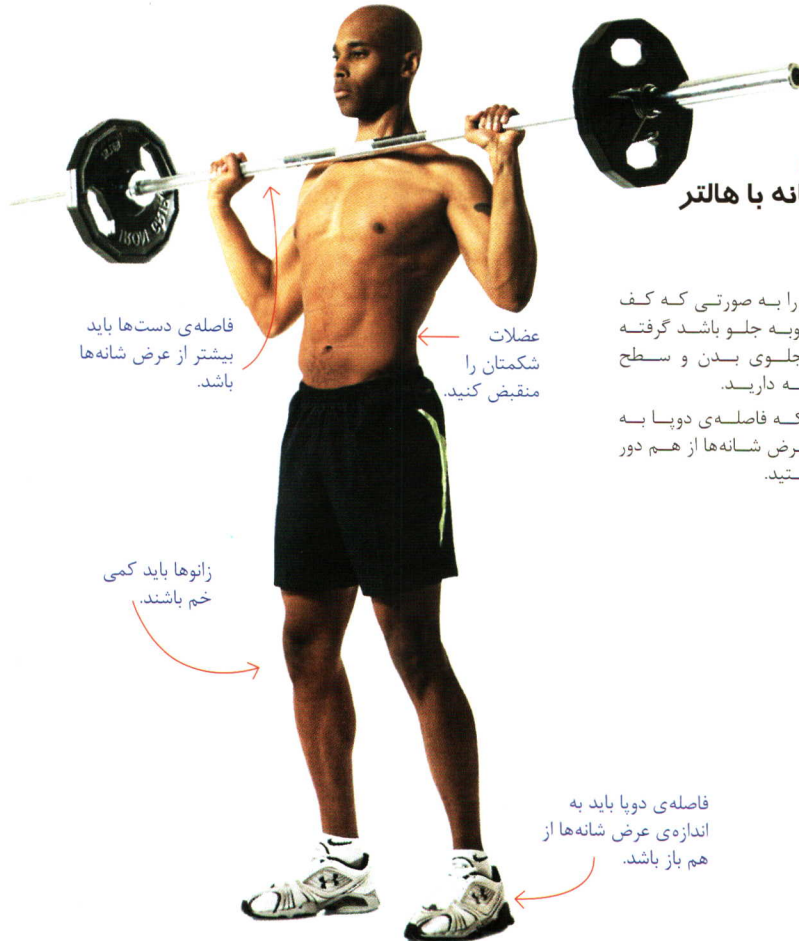 انه با هالتر
را به صورتی که کف
وبه جلو باشد گرفته
جلوی بدن و سطح
ه دارید.
که فاصله‌ی دوپا به
عرض شانه‌ها از هم دور
ستید.
فاصله‌ی دست‌ها باید
بیشتر از عرض شانه‌ها
باشد.
عضلات
شکمتان را
منقبض کنید.
زانوها باید کمی
خم باشند.
فاصله‌ی دوپا باید به
اندازه‌ی عرض شانه‌ها از
هم باز باشد.